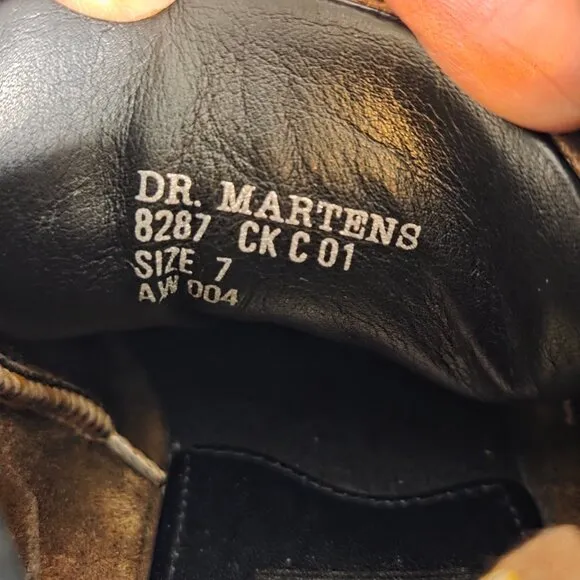 DR. MARTENS
8287 CK C 01
SIZE 7
AW 004